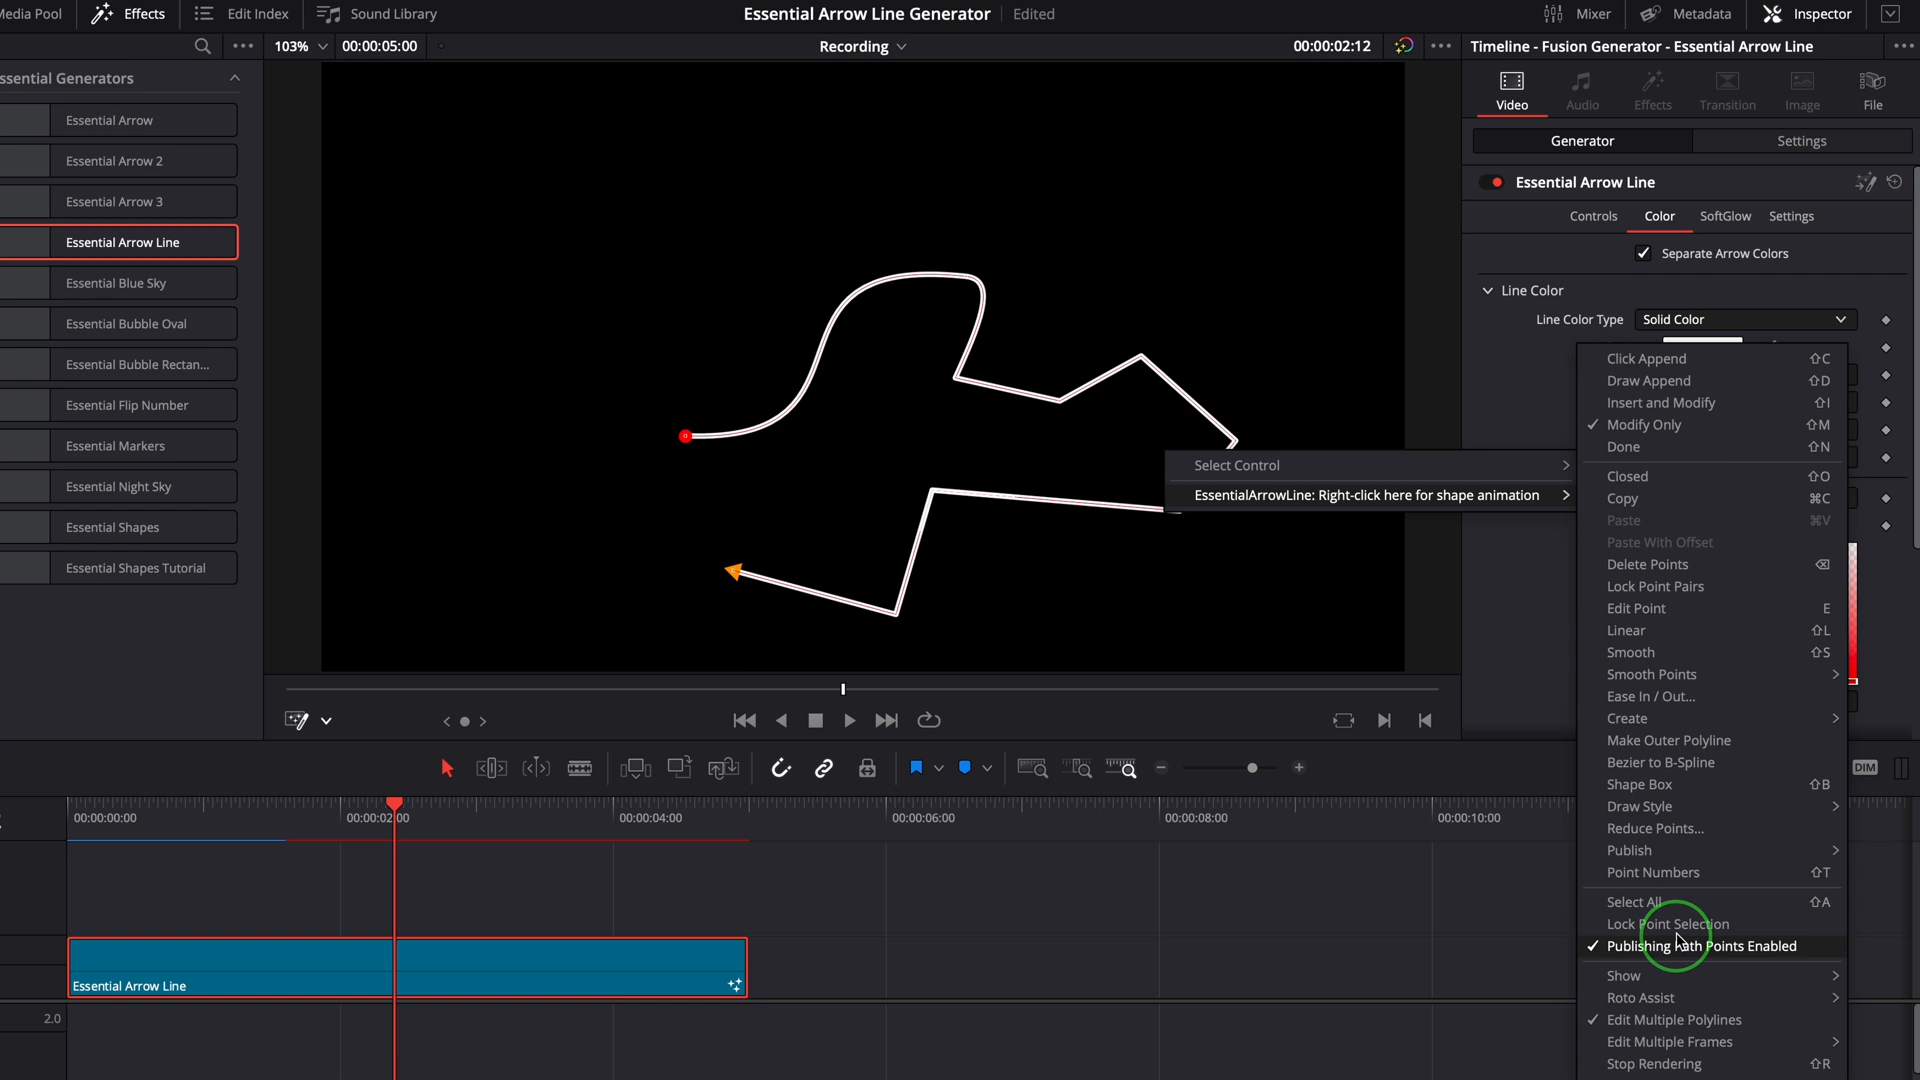 Media Pool
Effects
Edit Index
Sound Library
Essential Arrow Line Generator
Edited
Mixer
Metadata
Inspector
103%
00:00:05:00
Recording
00:00:02:12
Timeline - Fusion Generator - Essential Arrow Line
ssential Generators
Essential Arrow
Essential Arrow 2
Essential Arrow 3
Essential Arrow Line
Essential Blue Sky
Essential Bubble Oval
Essential Bubble Rectan...
Essential Flip Number
Essential Markers
Essential Night Sky
Essential Shapes
Essential Shapes Tutorial
Video
Audio
Effects
Transition
Image
File
Generator
Settings
Essential Arrow Line
Controls
Color
SoftGlow
Settings
Separate Arrow Colors
Line Color
Line Color Type
Solid Color
Select Control
EssentialArrowLine: Right-click here for shape animation
Click Append ⇧C
Draw Append ⇧D
Insert and Modify ⇧I
Modify Only ⇧M
Done ⇧N
Closed ⇧O
Copy ⌘C
Paste ⌘V
Paste With Offset
Delete Points ⌫
Lock Point Pairs
Edit Point E
Linear ⇧L
Smooth ⇧S
Smooth Points
Ease In / Out...
Create
Make Outer Polyline
Bezier to B-Spline
Shape Box ⇧B
Draw Style
Reduce Points...
Publish
Point Numbers ⇧T
Select All ⇧A
Lock Point Selection
Publishing Path Points Enabled
Show
Roto Assist
Edit Multiple Polylines
Edit Multiple Frames
Stop Rendering ⇧R
DIM
00:00:00:00
00:00:02:00
00:00:04:00
00:00:06:00
00:00:08:00
00:00:10:00
Essential Arrow Line
2.0